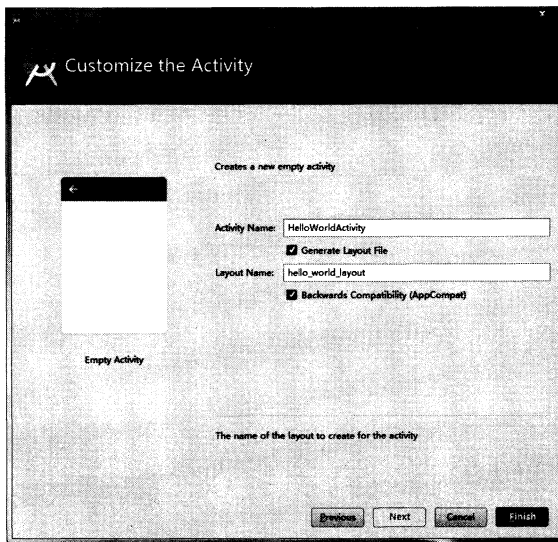 Customize the Activity
Creates a new empty activity
Activity Name: HelloWorldActivity
Generate Layout File
Layout Name: hello_world_layout
Backwards Compatibility (AppCompat)
Empty Activity
The name of the layout to create for the activity
Previous Next Cancel Finish